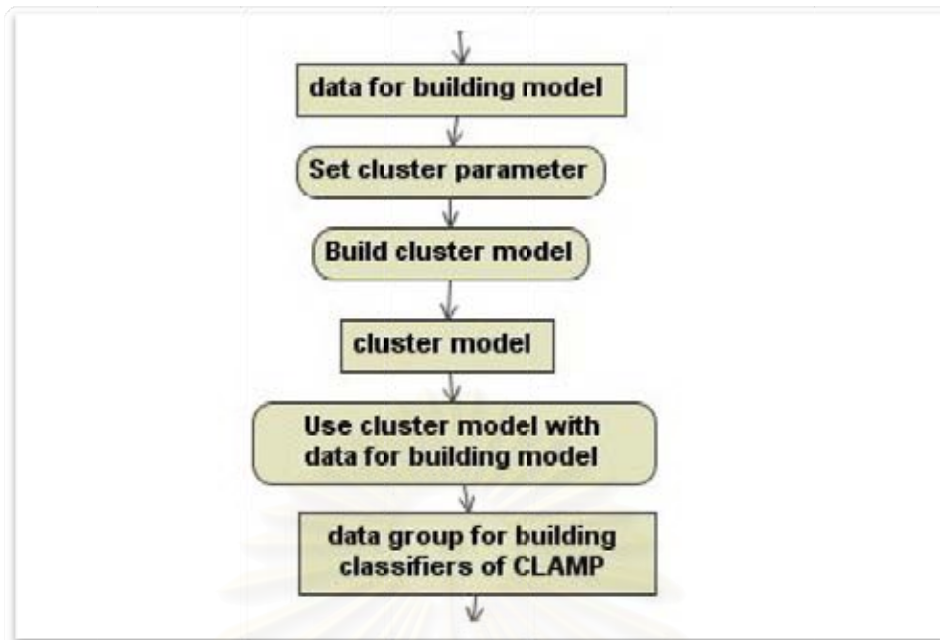 data for building model
Set cluster parameter
Build cluster model
cluster model
Use cluster model with
data for building model
data group for building
classifiers of CLAMP